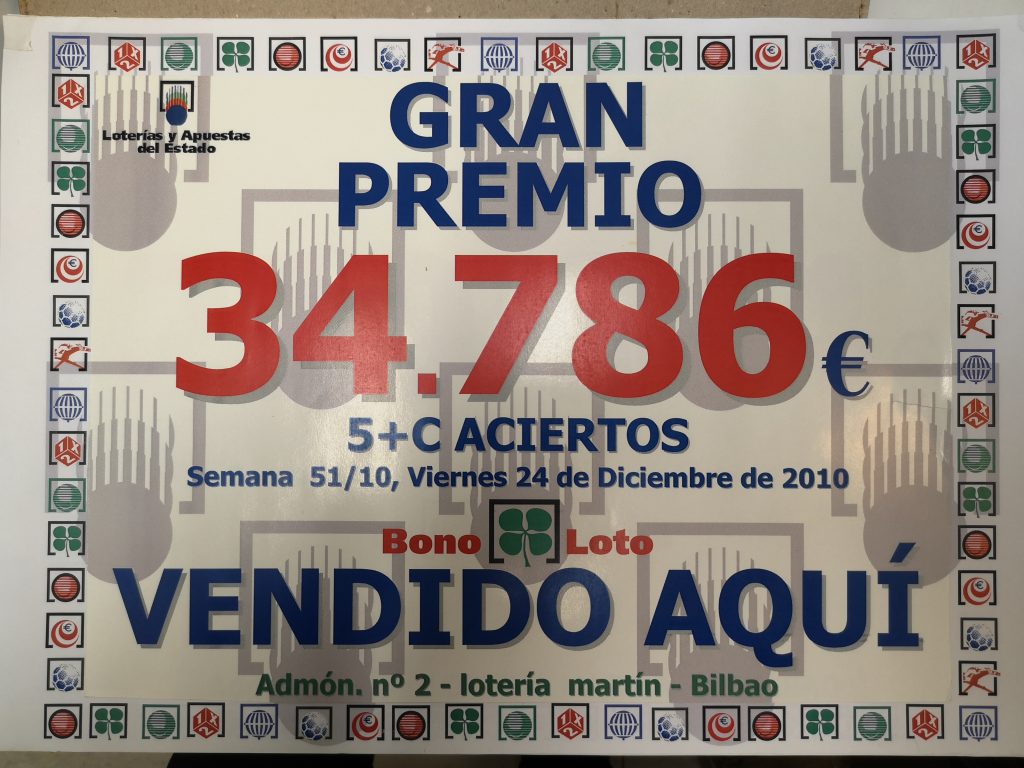 Loterías y Apuestas
del Estado
GRAN
PREMIO
34.786 €
5+C ACIERTOS
Semana 51/10, Viernes 24 de Diciembre de 2010
Bono Loto
VENDIDO AQUÍ
Admón. nº 2 - lotería martín - Bilbao